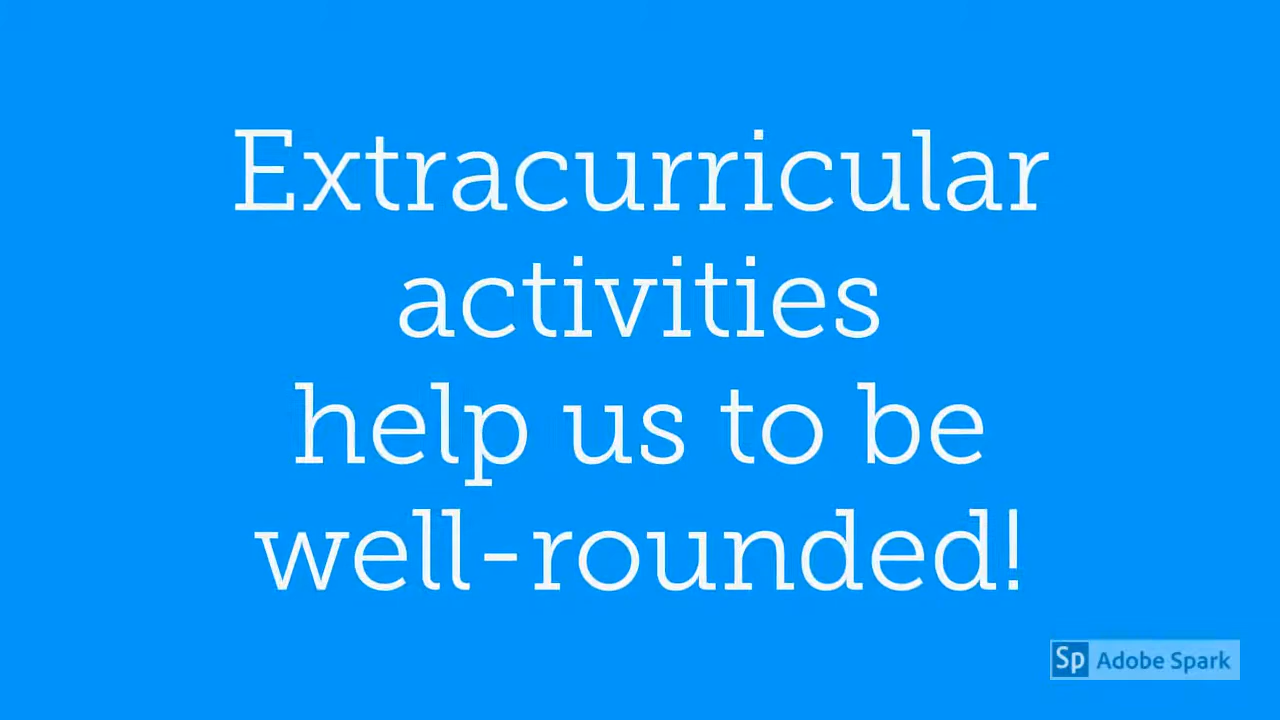 Extracurricular
activities
help us to be
well-rounded!
Sp Adobe Spark